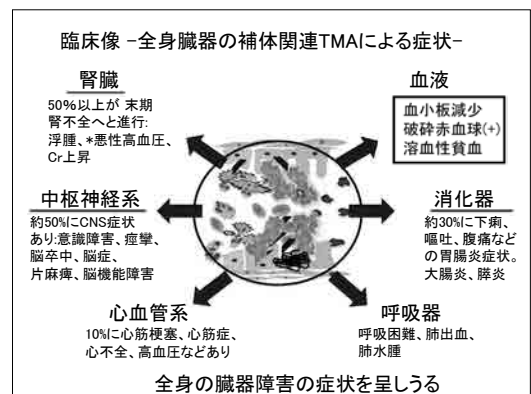 臨床像 –全身臓器の補体関連TMAによる症状–
腎臓
50%以上が 末期
腎不全へと進行:
浮腫、*悪性高血圧、
Cr上昇
血液
血小板減少
破砕赤血球(+)
溶血性貧血
中枢神経系
約50%にCNS症状
あり:意識障害、痙攣、
脳卒中、脳症、
片麻痺、脳機能障害
消化器
約30%に下痢、
嘔吐、腹痛など
の胃腸炎症状。
大腸炎、膵炎
心血管系
10%に心筋梗塞、心筋症、
心不全、高血圧などあり
呼吸器
呼吸困難、肺出血、
肺水腫
全身の臓器障害の症状を呈しうる